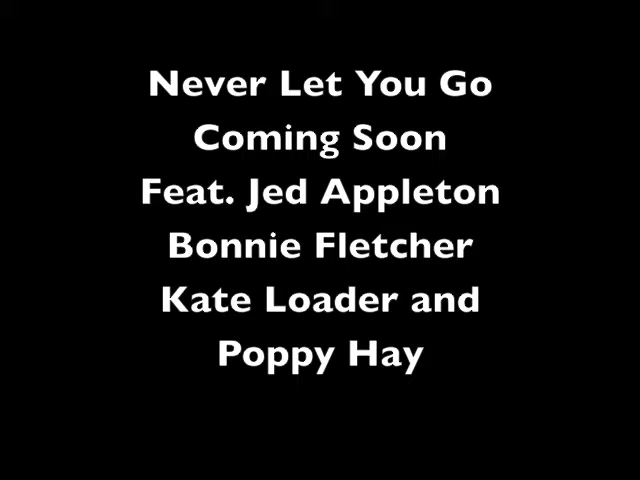 Never Let You Go
Coming Soon
Feat. Jed Appleton
Bonnie Fletcher
Kate Loader and
Poppy Hay